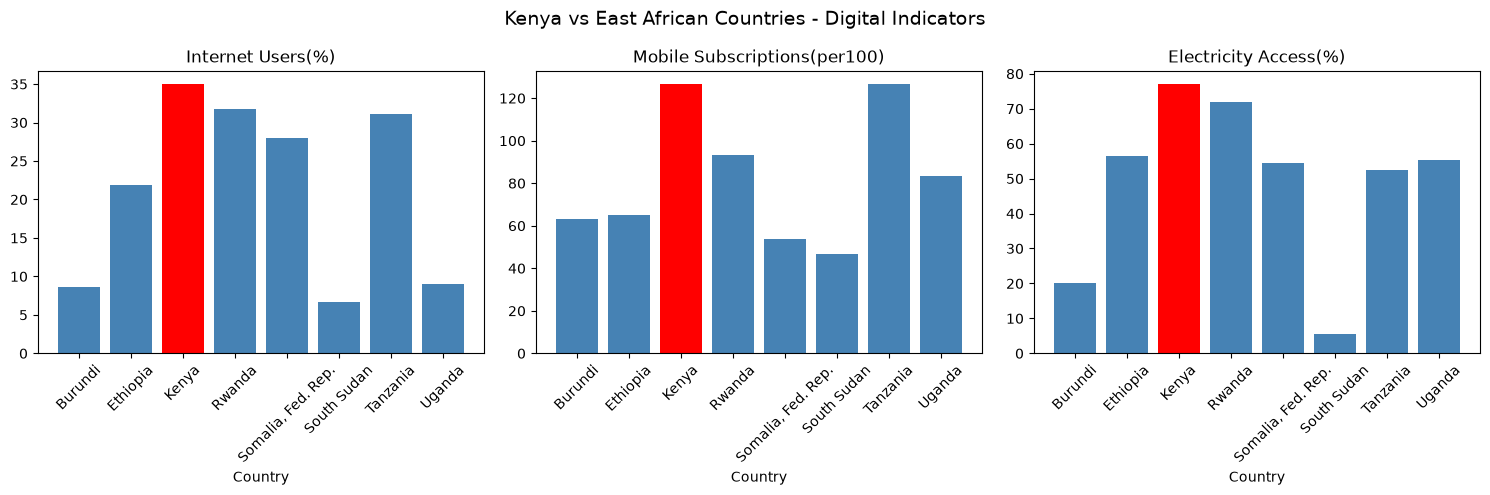 Kenya vs East African Countries - Digital Indicators
Internet Users(%)
35
30
25
20
15
10
5
0
Burundi
Ethiopia
Kenya
Rwanda
Somalia, Fed. Rep.
South Sudan
Tanzania
Uganda
Country
Mobile Subscriptions(per100)
120
100
80
60
40
20
0
Burundi
Ethiopia
Kenya
Rwanda
Somalia, Fed. Rep.
South Sudan
Tanzania
Uganda
Country
Electricity Access(%)
80
70
60
50
40
30
20
10
0
Burundi
Ethiopia
Kenya
Rwanda
Somalia, Fed. Rep.
South Sudan
Tanzania
Uganda
Country